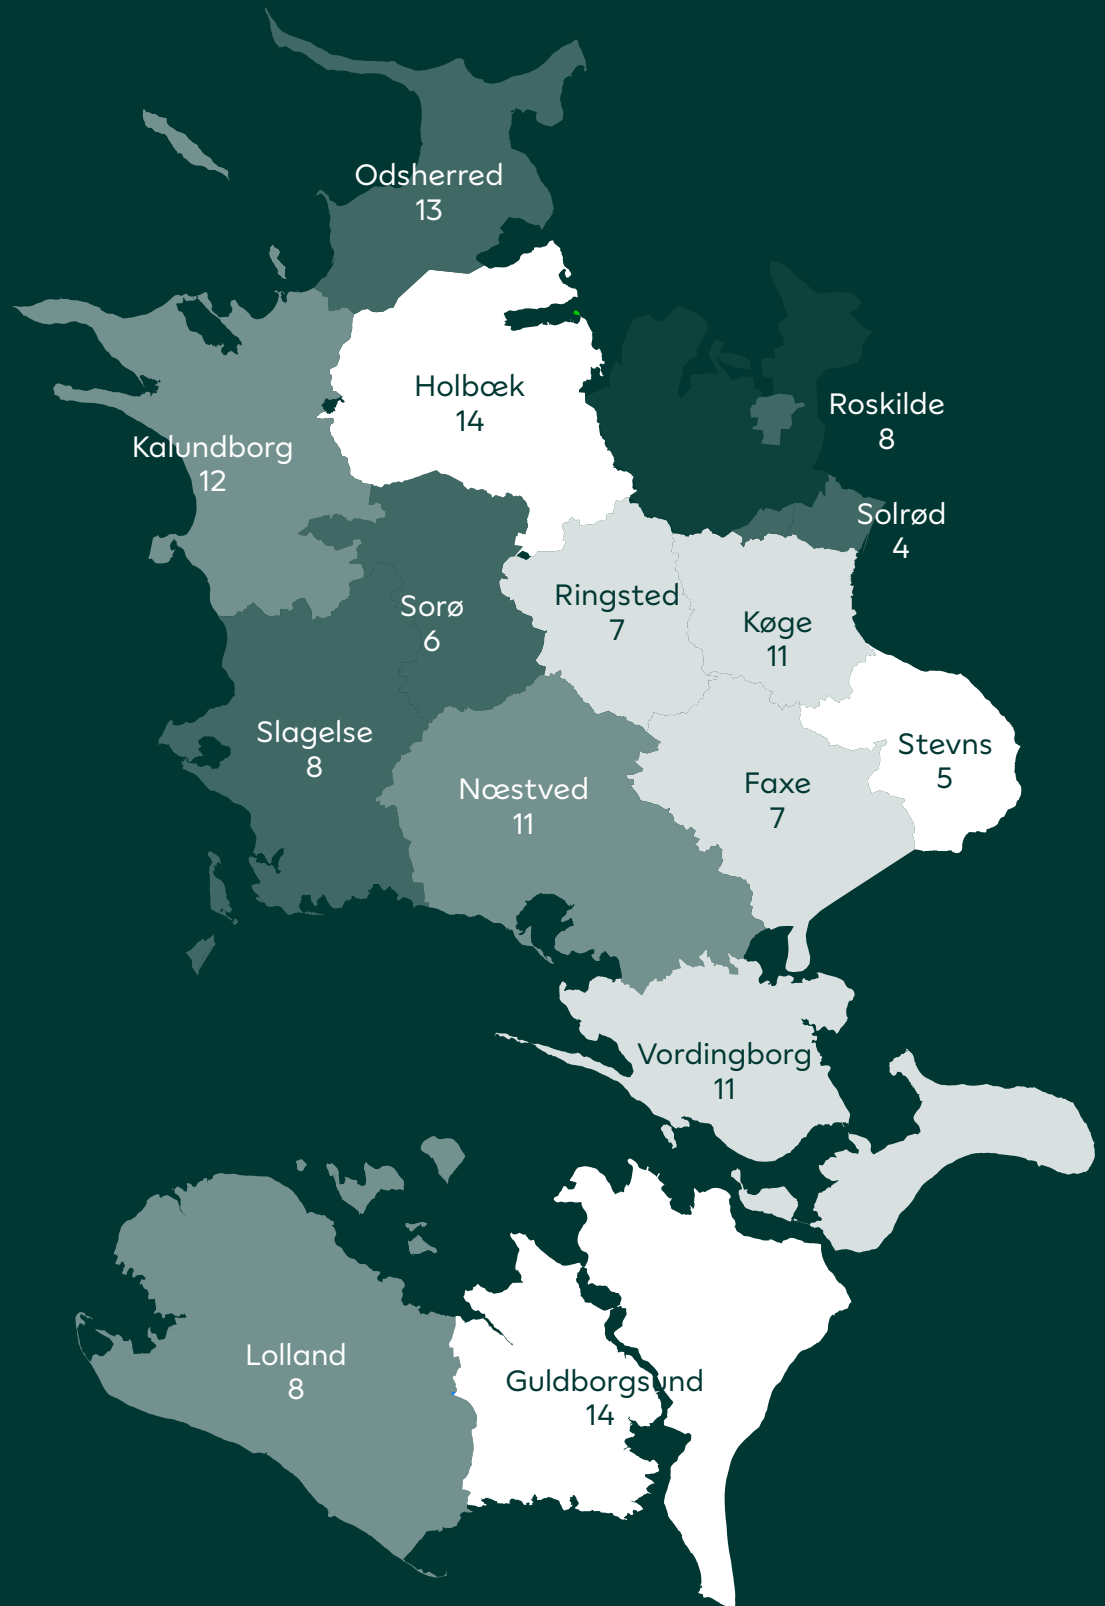 Odsherred
13
Holbæk
14
Roskilde
8
Kalundborg
12
Solrød
4
Ringsted
7
Sorø
6
Køge
11
Slagelse
8
Stevns
5
Næstved
11
Faxe
7
Vordingborg
11
Lolland
8
Guldborgsund
14